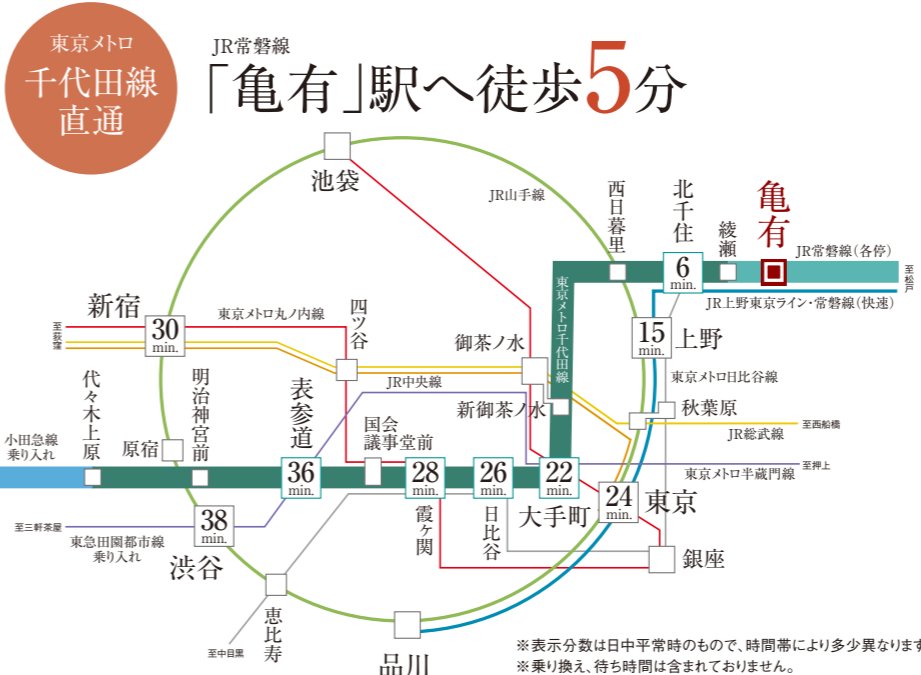 東京メトロ
千代田線
直通
JR常磐線
「亀有」駅へ徒歩5分
池袋
JR山手線
西日暮里
北千住
6
min.
綾瀬
亀有
JR常磐線(各停)
至松戸
JR上野東京ライン・常磐線(快速)
東京メトロ千代田線
新宿
30
min.
至荻窪
東京メトロ丸ノ内線
四ツ谷
御茶ノ水
15
min.
上野
東京メトロ日比谷線
JR中央線
新御茶ノ水
秋葉原
至西船橋
JR総武線
代々木上原
明治神宮前
表参道
国会
議事堂前
小田急線
乗り入れ
原宿
36
min.
28
min.
26
min.
22
min.
至押上
東京メトロ半蔵門線
24
min.
東京
大手町
霞ヶ関
日比谷
至三軒茶屋
38
min.
東急田園都市線
乗り入れ
渋谷
銀座
恵比寿
至中目黒
品川
※表示分数は日中平常時のもので、時間帯により多少異なります
※乗り換え、待ち時間は含まれておりません。